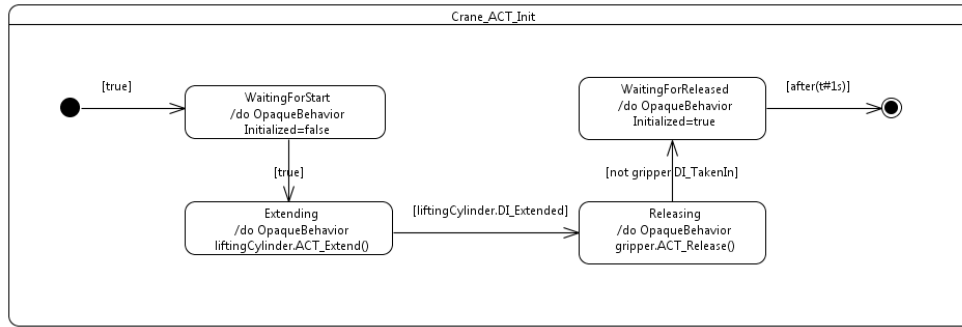 Crane_ACT_Init
[true]
WaitingForStart
/do OpaqueBehavior
Initialized=false
[true]
Extending
/do OpaqueBehavior
liftingCylinder.ACT_Extend()
[liftingCylinder.DI_Extended]
Releasing
/do OpaqueBehavior
gripper.ACT_Release()
[not gripper.DI_TakenIn]
WaitingForReleased
/do OpaqueBehavior
Initialized=true
[after(t#1s)]